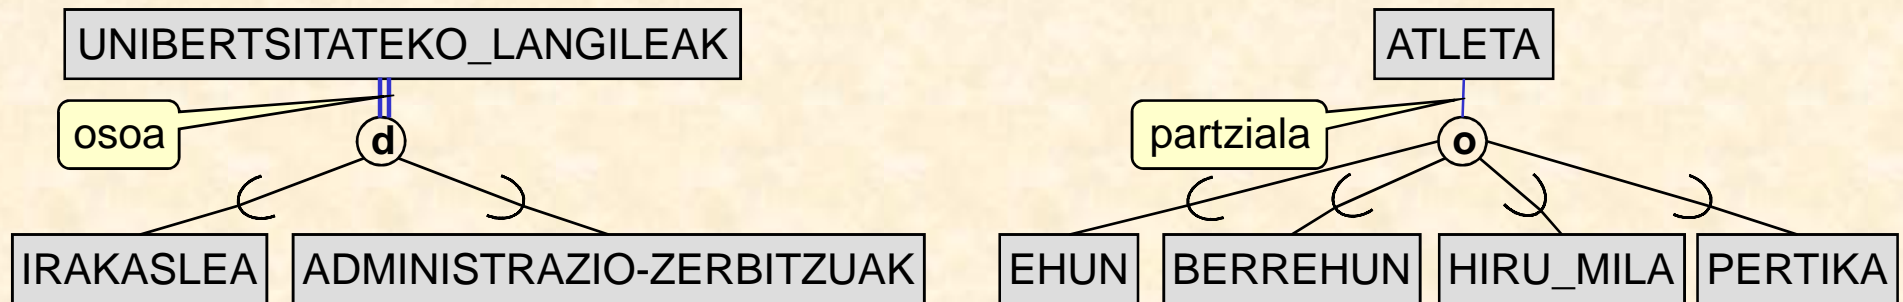 UNIBERTSITATEKO_LANGILEAK
osoa
d
IRAKASLEA
ADMINISTRAZIO-ZERBITZUAK
ATLETA
partziala
o
EHUN
BERREHUN
HIRU_MILA
PERTIKA